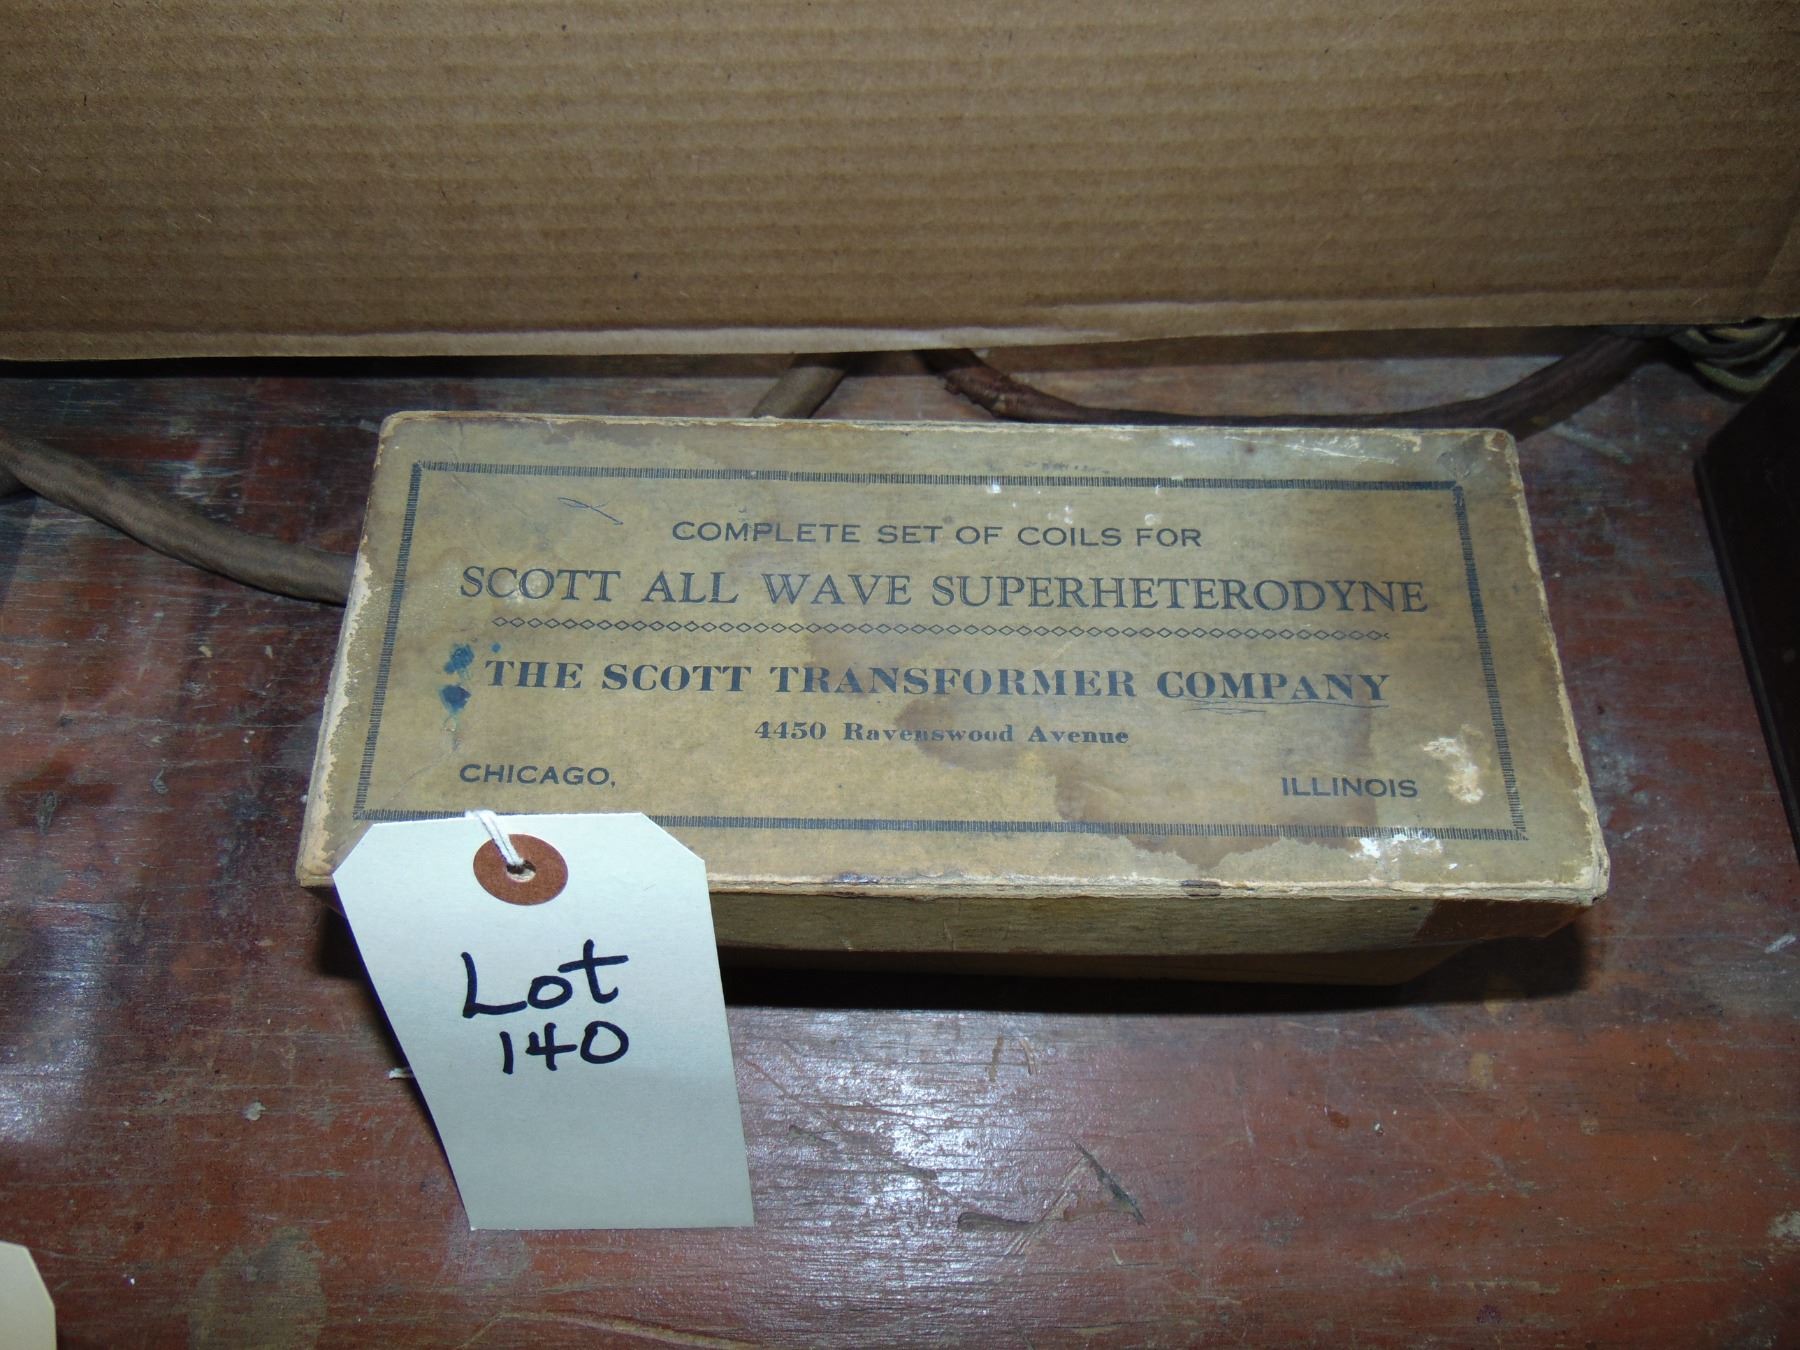 COMPLETE SET OF COILS FOR
SCOTT ALL WAVE SUPERHETERODYNE
THE SCOTT TRANSFORMER COMPANY
4450 Ravenswood Avenue
CHICAGO, ILLINOIS
Lot
140